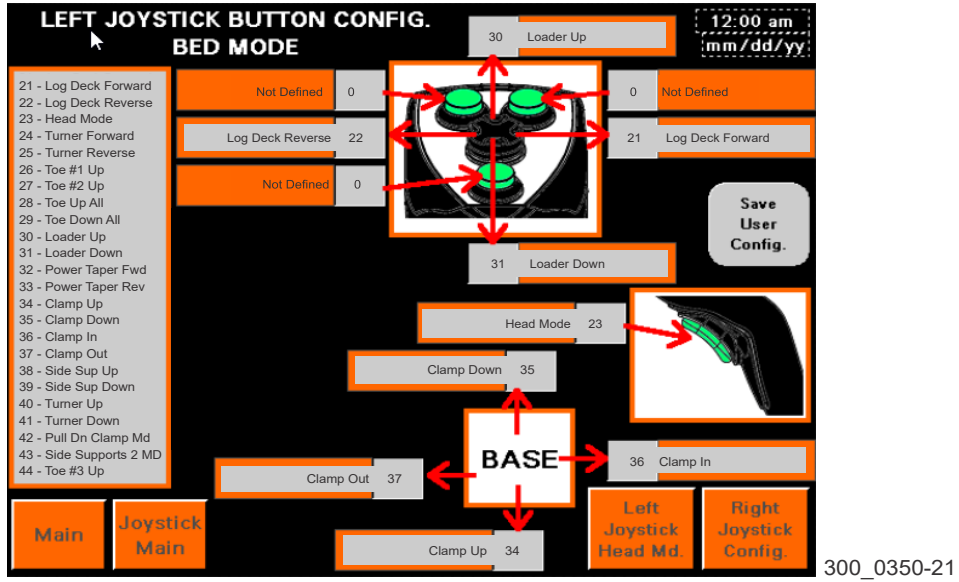 LEFT JOYSTICK BUTTON CONFIG.
BED MODE
12:00 am
mm/dd/yy
30 Loader Up
21 - Log Deck Forward
22 - Log Deck Reverse
23 - Head Mode
24 - Turner Forward
25 - Turner Reverse
26 - Toe #1 Up
27 - Toe #2 Up
28 - Toe Up All
29 - Toe Down All
30 - Loader Up
31 - Loader Down
32 - Power Taper Fwd
33 - Power Taper Rev
34 - Clamp Up
35 - Clamp Down
36 - Clamp In
37 - Clamp Out
38 - Side Sup Up
39 - Side Sup Down
40 - Turner Up
41 - Turner Down
42 - Pull Dn Clamp Md
43 - Side Supports 2 MD
44 - Toe #3 Up
Not Defined 0
0 Not Defined
Log Deck Reverse 22
21 Log Deck Forward
Not Defined 0
Save
User
Config.
31 Loader Down
Head Mode 23
Clamp Down 35
BASE
36 Clamp In
Clamp Out 37
Clamp Up 34
Main
Joystick
Main
Left
Joystick
Head Md.
Right
Joystick
Config.
300_0350-21